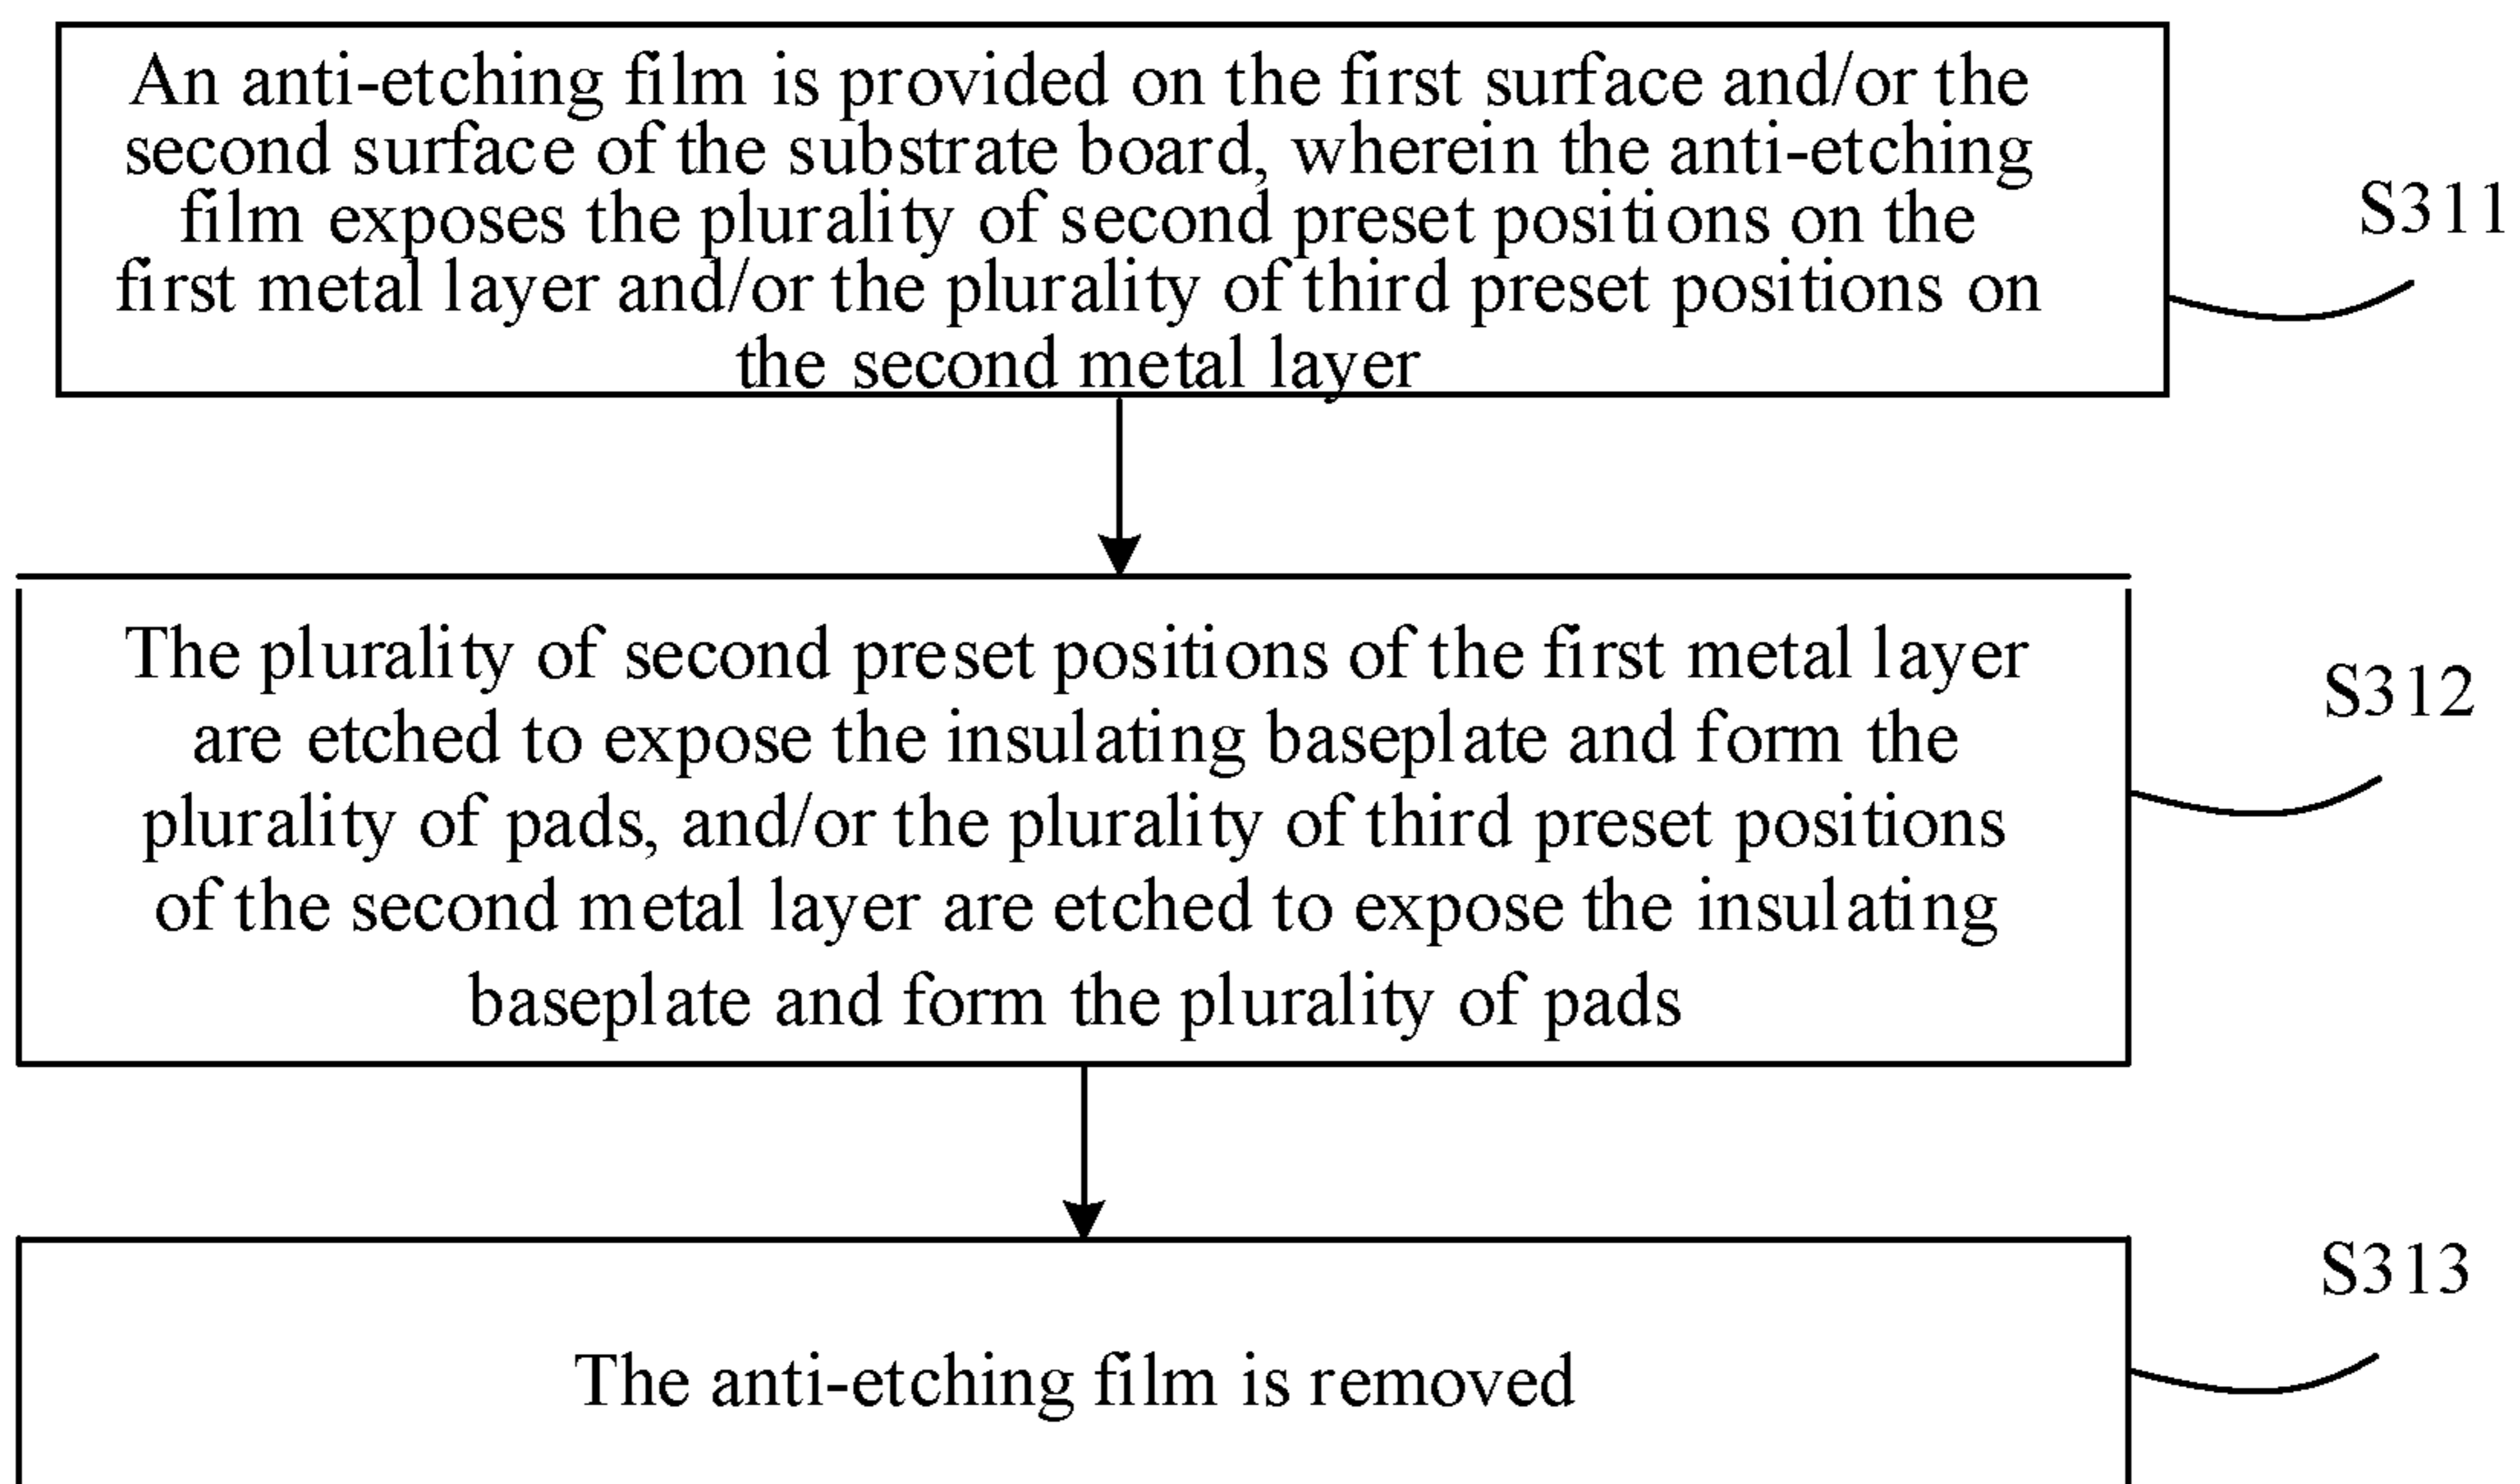 An anti-etching film is provided on the first surface and/or the
second surface of the substrate board, wherein the anti-etching
film exposes the plurality of second preset positions on the
first metal layer and/or the plurality of third preset positions on
the second metal layer
S311
The plurality of second preset positions of the first metal layer
are etched to expose the insulating baseplate and form the
plurality of pads, and/or the plurality of third preset positions
of the second metal layer are etched to expose the insulating
baseplate and form the plurality of pads
S312
The anti-etching film is removed
S313